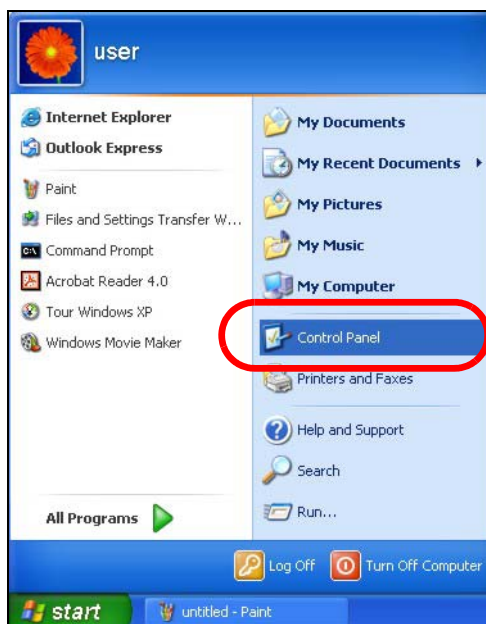 user
Internet Explorer
Outlook Express
Paint
Files and Settings Transfer W...
Command Prompt
Acrobat Reader 4.0
Tour Windows XP
Windows Movie Maker
All Programs
My Documents
My Recent Documents
My Pictures
My Music
My Computer
Control Panel
Printers and Faxes
Help and Support
Search
Run...
Log Off
Turn Off Computer
start
untitled - Paint